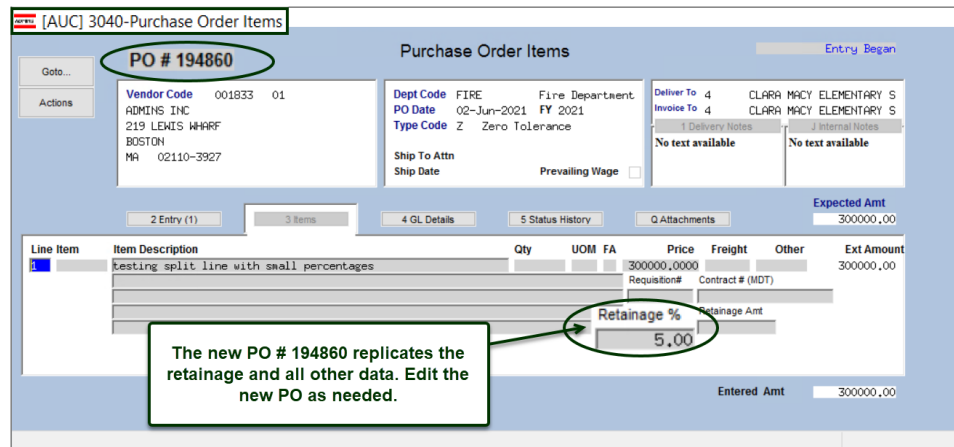 ADMINS [AUC] 3040-Purchase Order Items
PO # 194860
Purchase Order Items
Entry Began
Goto...
Actions
Vendor Code 001833 01
ADMINS INC
219 LEWIS WHARF
BOSTON
MA 02110-3927
Dept Code FIRE Fire Department
PO Date 02-Jun-2021 FY 2021
Type Code Z Zero Tolerance
Ship To Attn
Ship Date Prevailing Wage
Deliver To 4 CLARA MACY ELEMENTARY S
Invoice To 4 CLARA MACY ELEMENTARY S
1 Delivery Notes J Internal Notes
No text available No text available
Expected Amt
2 Entry (1) 3 Items 4 GL Details 5 Status History Q Attachments 300000.00
Line Item Item Description Qty UOM FA Price Freight Other Ext Amount
1 testing split line with small percentages 300000.0000 300000.00
Requisition# Contract # (MDT)
Retainage % Retainage Amt
5.00
The new PO # 194860 replicates the
retainage and all other data. Edit the
new PO as needed.
Entered Amt 300000.00